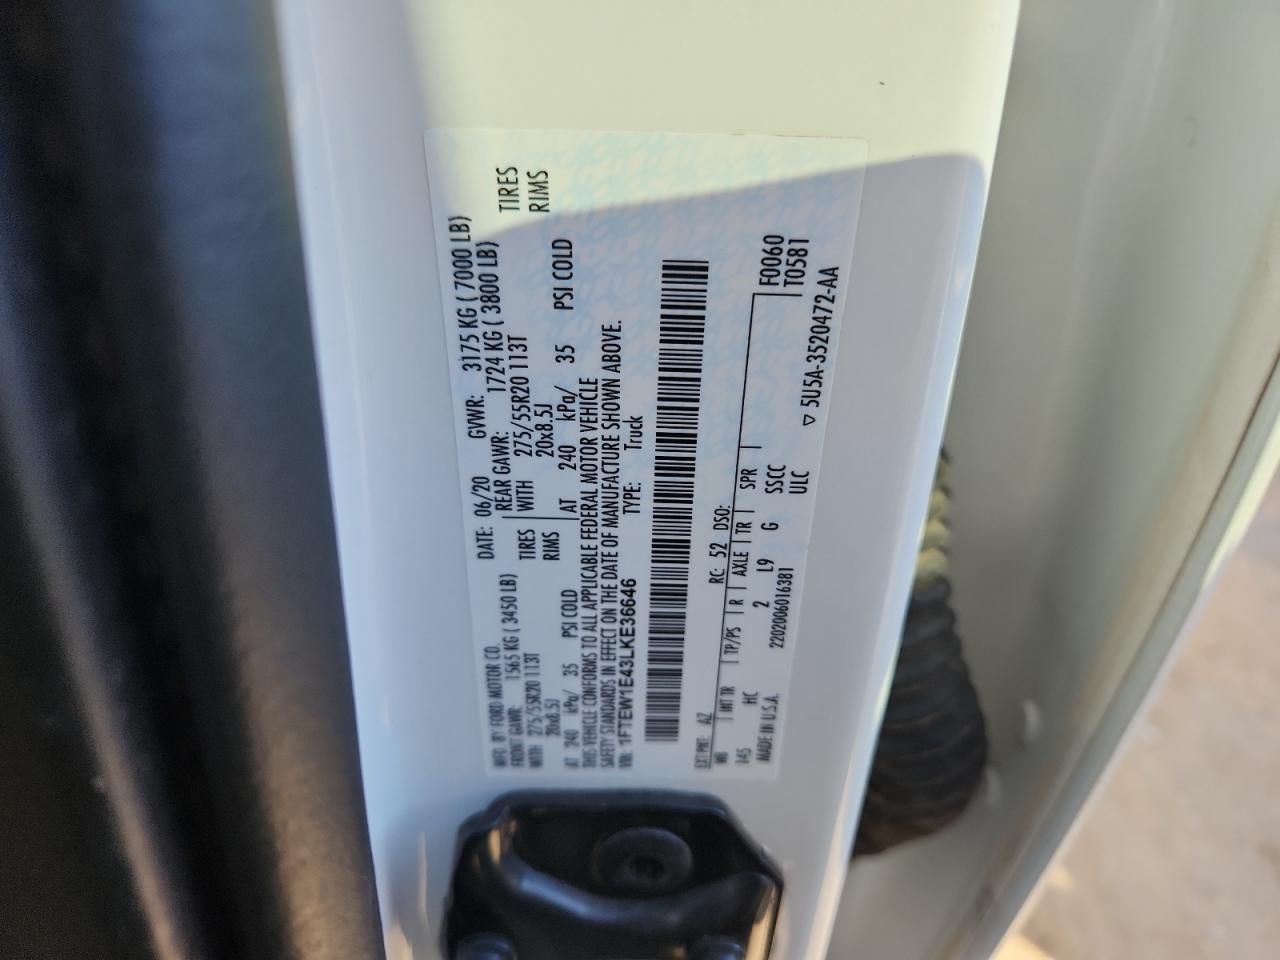 MFD. BY FORD MOTOR CO.
DATE: 06/20 GVWR: 3175 KG ( 7000 LB)
FRONT GAWR: 1565 KG ( 3450 LB) REAR GAWR: 1724 KG ( 3800 LB)
WITH 275/55R20 113T TIRES WITH 275/55R20 113T TIRES
20x8.5J RIMS 20x8.5J RIMS
AT 240 kPa/ 35 PSI COLD AT 240 kPa/ 35 PSI COLD
THIS VEHICLE CONFORMS TO ALL APPLICABLE FEDERAL MOTOR VEHICLE
SAFETY STANDARDS IN EFFECT ON THE DATE OF MANUFACTURE SHOWN ABOVE.
VIN: 1FTEW1E43LKE36646 TYPE: Truck
EXT PNT: AZ RC: 52 DSO:
WB INT TR TP/PS R AXLE TR SPR F0060
145 HC 2 L9 G SSCC T0581
MADE IN U.S.A. 2202006016381 ULC ▽ 5U5A-3520472-AA